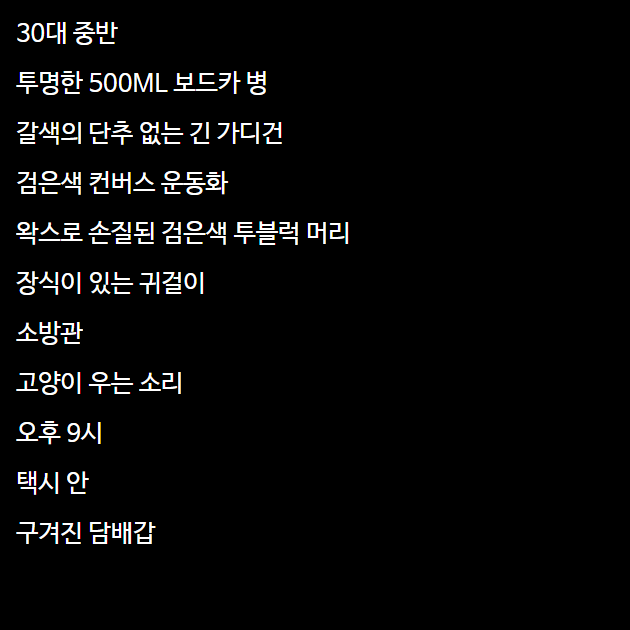 30대 중반
투명한 500ML 보드카 병
갈색의 단추 없는 긴 가디건
검은색 컨버스 운동화
왁스로 손질된 검은색 투블럭 머리
장식이 있는 귀걸이
소방관
고양이 우는 소리
오후 9시
택시 안
구겨진 담배갑